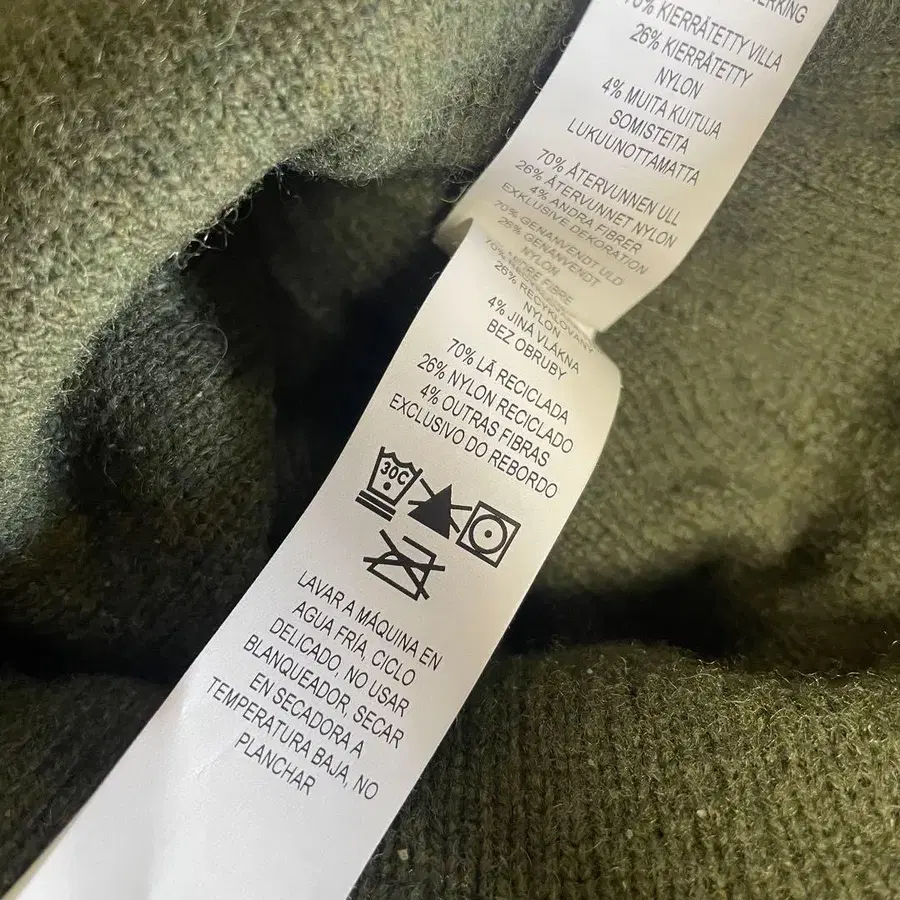 70% KIERRÄTETTY VILLA
26% KIERRÄTETTY
NYLON
4% MUITA KUITUJA
SOMISTEITA
LUKUUNOTTAMATTA
70% ÅTERVUNNEN ULL
26% ÅTERVUNNET NYLON
4% ANDRA FIBRER
EXKLUSIVE DEKORATION
70% GENANVENDT ULD
26% GENANVENDT
NYLON
FIBRE
26% RECYKLOVANÝ
NYLON
4% JINÁ VLÁKNA
BEZ OBRUBY
70% LÃ RECICLADA
26% NYLON RECICLADO
4% OUTRAS FIBRAS
EXCLUSIVO DO REBORDO
30C
LAVAR A MÁQUINA EN
AGUA FRÍA, CICLO
DELICADO, NO USAR
BLANQUEADOR, SECAR
EN SECADORA A
TEMPERATURA BAJA, NO
PLANCHAR